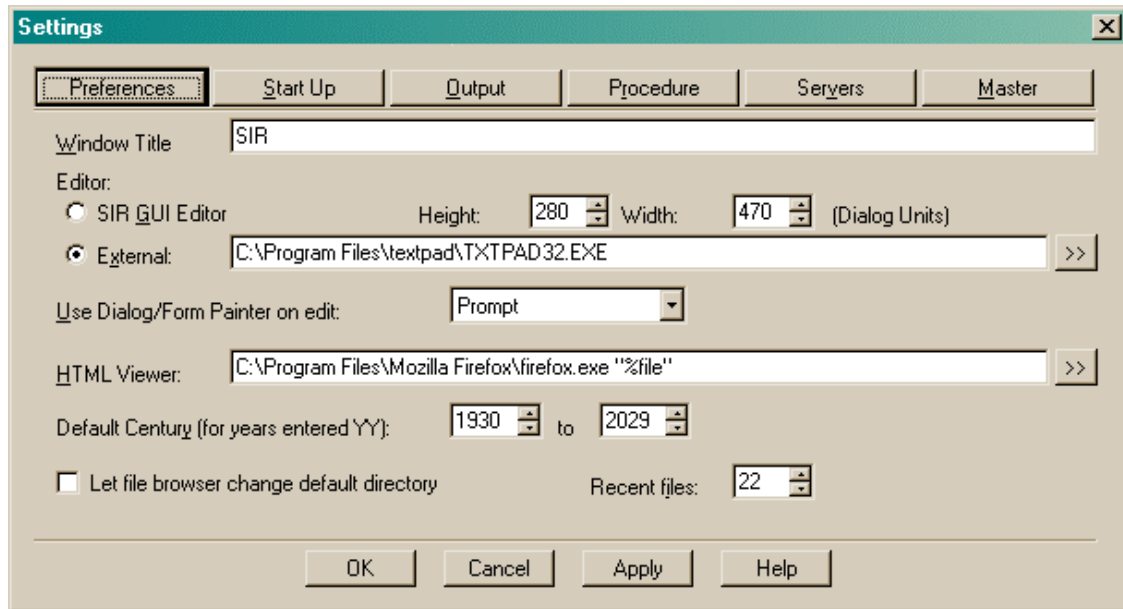 Settings
Preferences Start Up Output Procedure Servers Master
Window Title SIR
Editor:
SIR GUI Editor Height: 280 Width: 470 (Dialog Units)
External: C:\Program Files\textpad\TXTPAD32.EXE >>
Use Dialog/Form Painter on edit: Prompt
HTML Viewer: C:\Program Files\Mozilla Firefox\firefox.exe "%file" >>
Default Century (for years entered YY): 1930 to 2029
Let file browser change default directory Recent files: 22
OK Cancel Apply Help